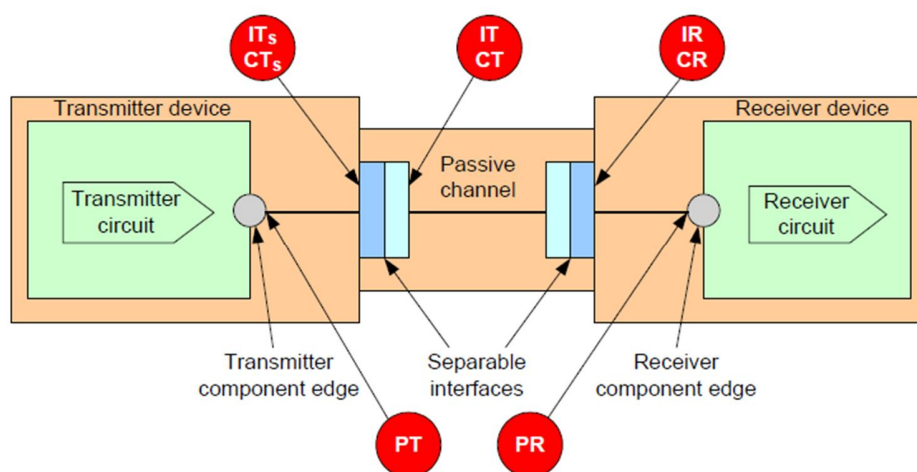 ITs
CTs
IT
CT
IR
CR
Transmitter device
Receiver device
Passive
channel
Transmitter
circuit
Receiver
circuit
Transmitter
component edge
Separable
interfaces
Receiver
component edge
PT
PR